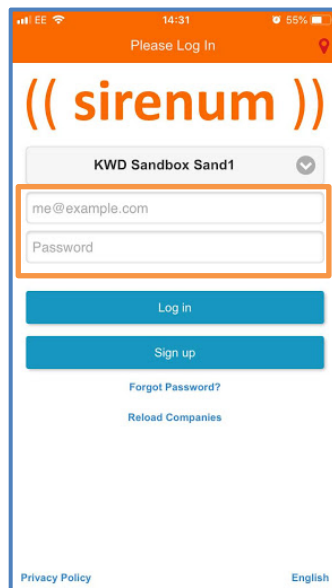 EE 14:31 55%
Please Log In
(( sirenum ))
KWD Sandbox Sand1
me@example.com
Password
Log in
Sign up
Forgot Password?
Reload Companies
Privacy Policy English